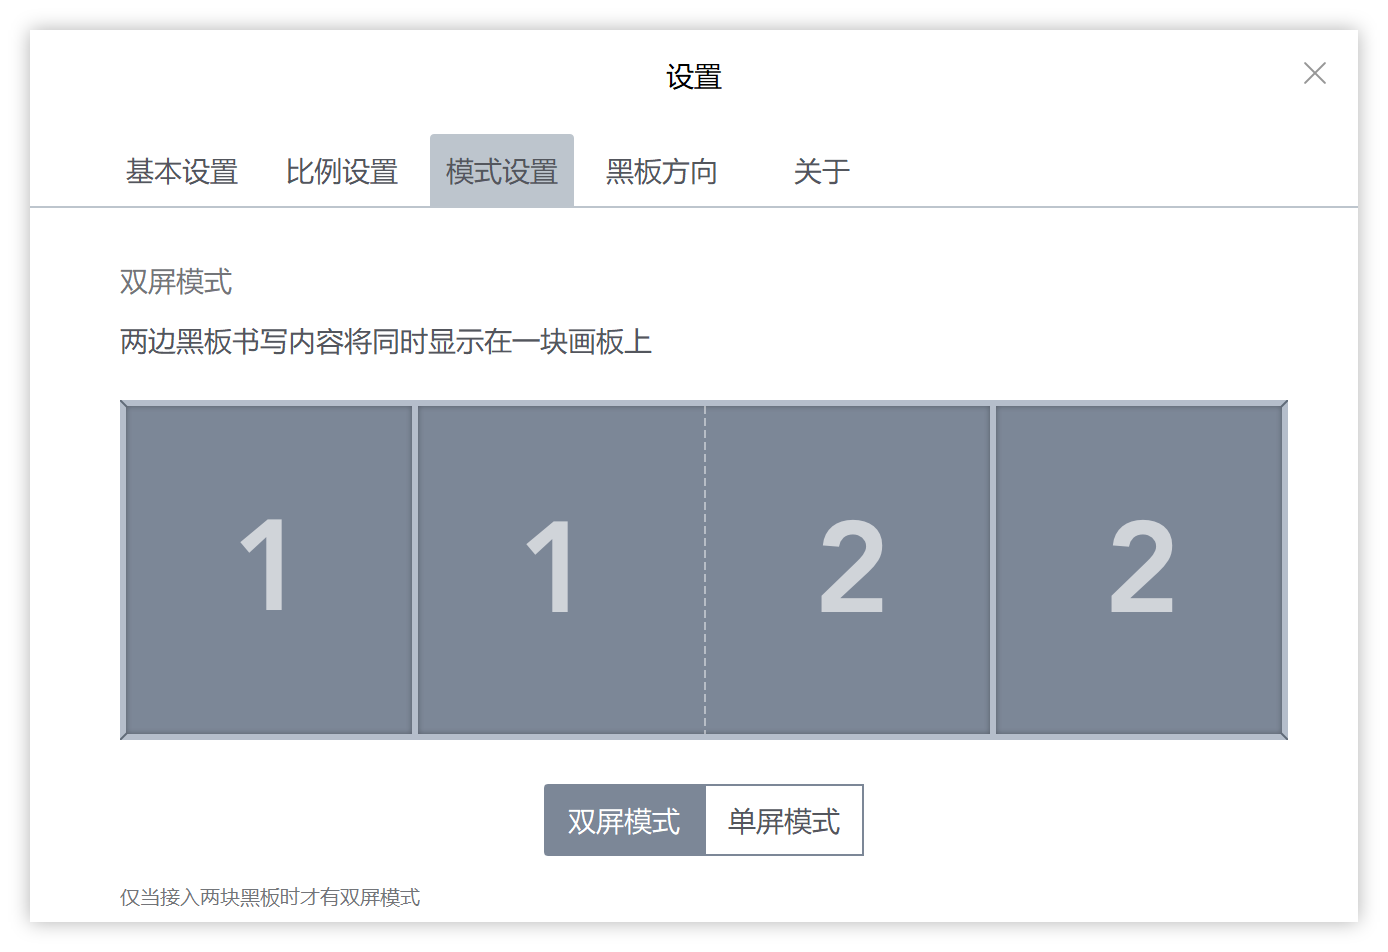 设置
基本设置 比例设置 模式设置 黑板方向 关于
双屏模式
两边黑板书写内容将同时显示在一块画板上
1 1 2 2
双屏模式 单屏模式
仅当接入两块黑板时才有双屏模式